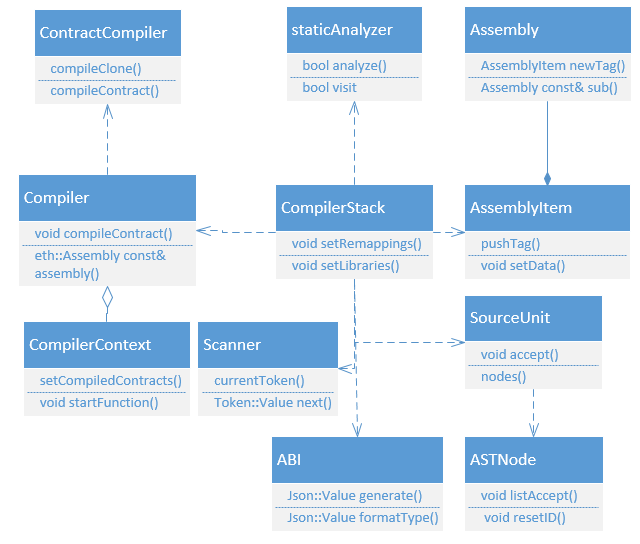 ContractCompiler
compileClone()
compileContract()
staticAnalyzer
bool analyze()
bool visit
Assembly
AssemblyItem newTag()
Assembly const& sub()
Compiler
void compileContract()
eth::Assembly const&
assembly()
CompilerStack
void setRemappings()
void setLibraries()
AssemblyItem
pushTag()
void setData()
CompilerContext
setCompiledContracts()
void startFunction()
Scanner
currentToken()
Token::Value next()
SourceUnit
void accept()
nodes()
ABI
Json::Value generate()
Json::Value formatType()
ASTNode
void listAccept()
void resetID()